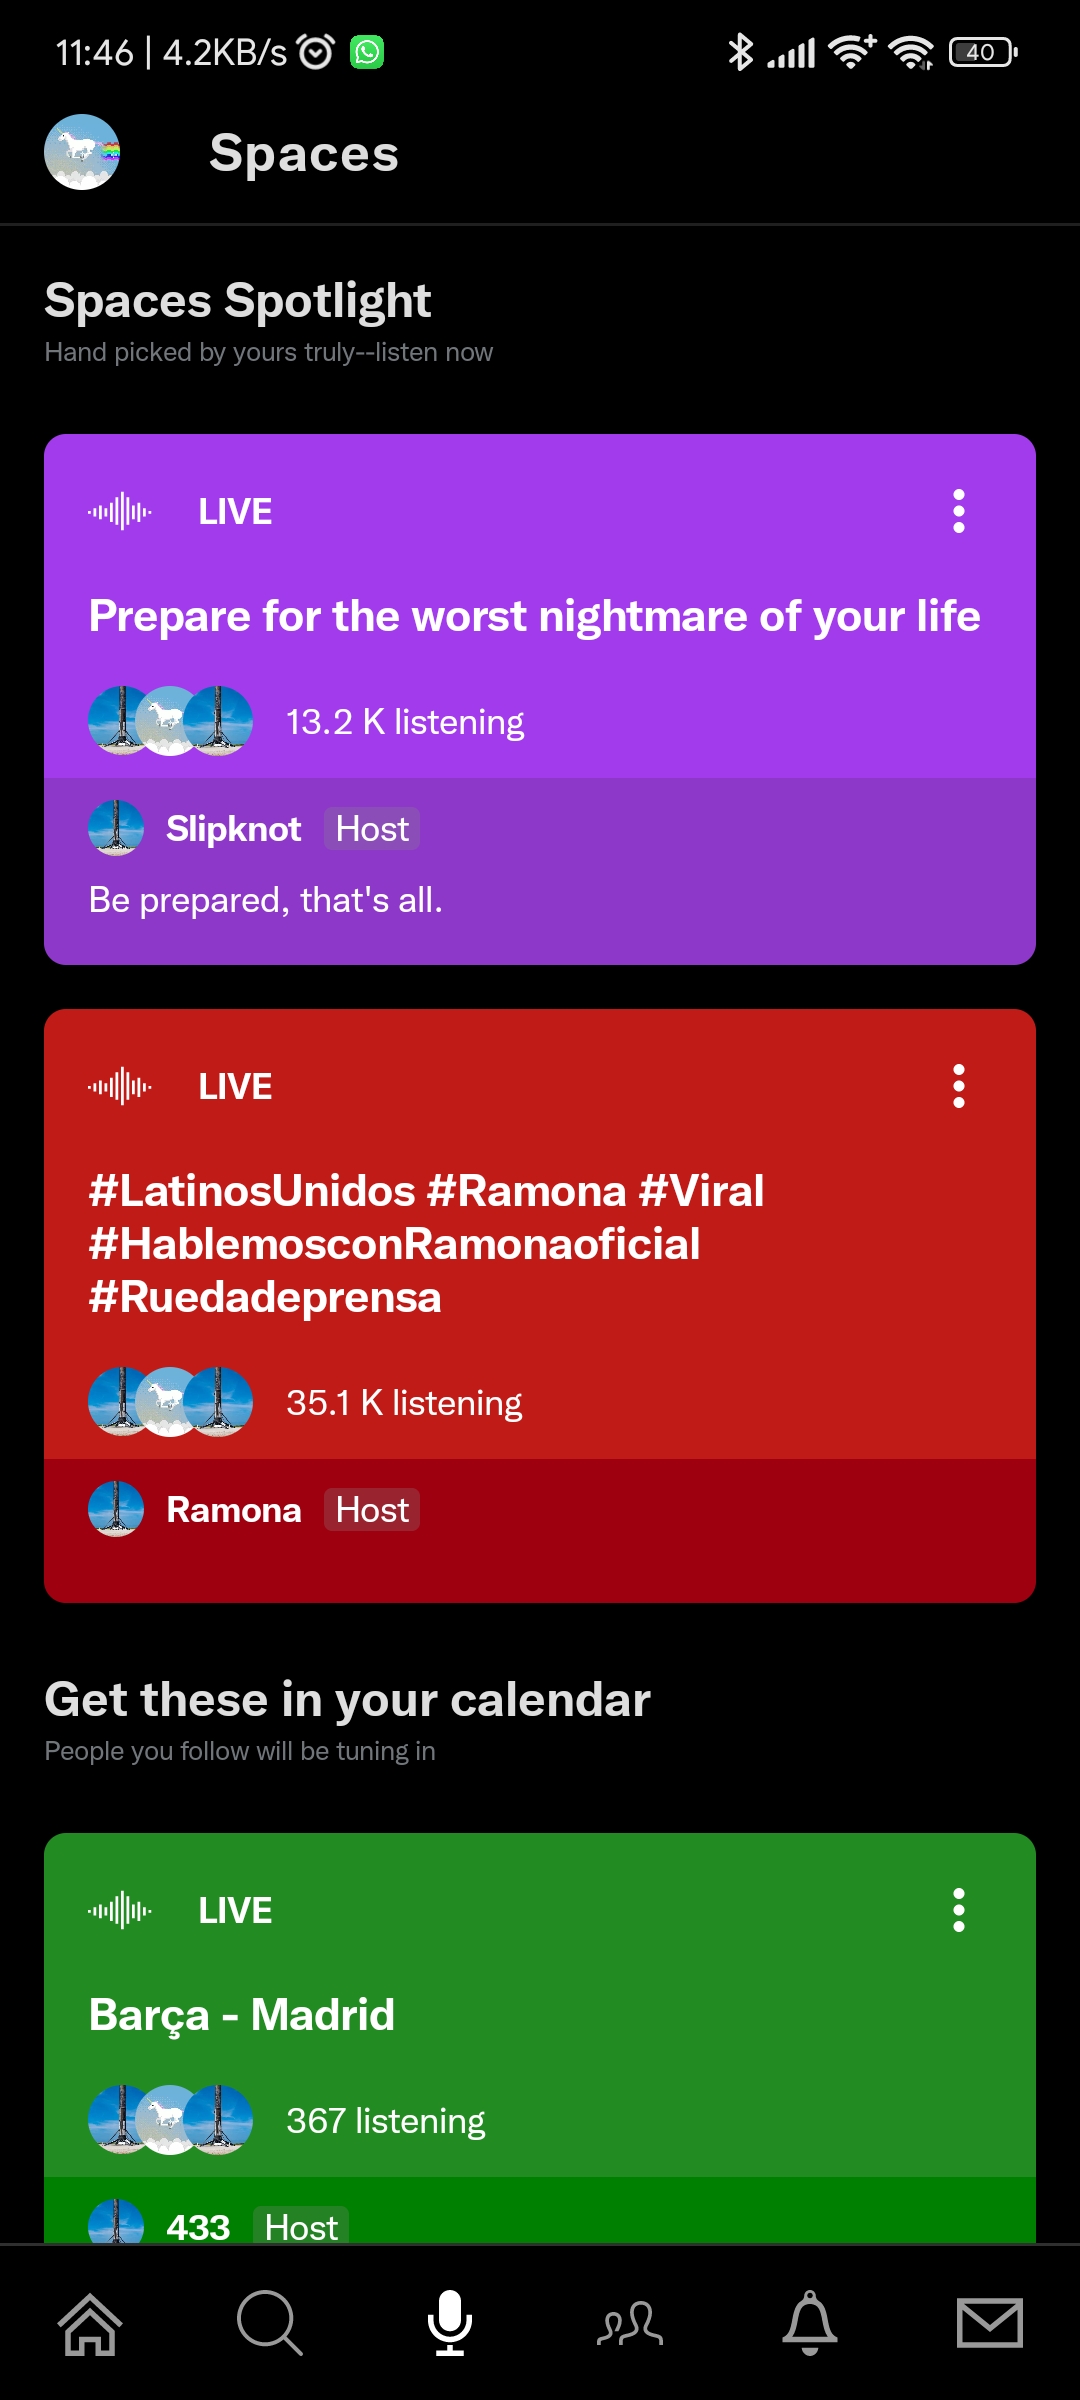 11:46 | 4.2KB/s
40
Spaces
Spaces Spotlight
Hand picked by yours truly--listen now
LIVE
Prepare for the worst nightmare of your life
13.2 K listening
Slipknot Host
Be prepared, that's all.
LIVE
#LatinosUnidos #Ramona #Viral
#HablemosconRamonaoficial
#Ruedadeprensa
35.1 K listening
Ramona Host
Get these in your calendar
People you follow will be tuning in
LIVE
Barça - Madrid
367 listening
433 Host